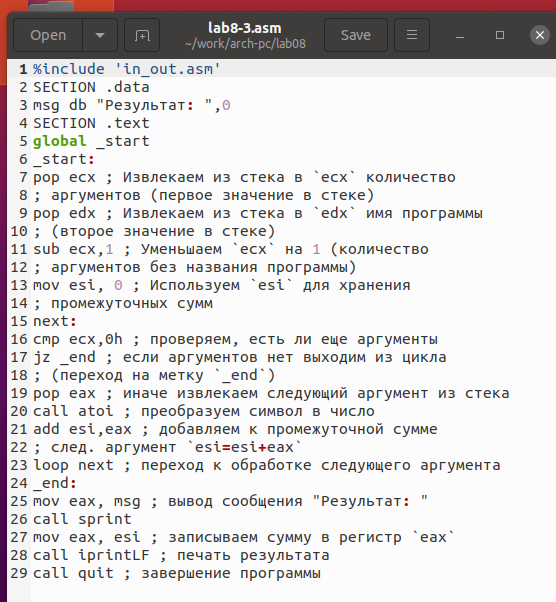 Open
lab8-3.asm
~/work/arch-pc/lab08
Save
1 %include 'in_out.asm'
2 SECTION .data
3 msg db "Результат: ",0
4 SECTION .text
5 global _start
6 _start:
7 pop ecx ; Извлекаем из стека в `ecx` количество
8 ; аргументов (первое значение в стеке)
9 pop edx ; Извлекаем из стека в `edx` имя программы
10 ; (второе значение в стеке)
11 sub ecx,1 ; Уменьшаем `ecx` на 1 (количество
12 ; аргументов без названия программы)
13 mov esi, 0 ; Используем `esi` для хранения
14 ; промежуточных сумм
15 next:
16 cmp ecx,0h ; проверяем, есть ли еще аргументы
17 jz _end ; если аргументов нет выходим из цикла
18 ; (переход на метку `_end`)
19 pop eax ; иначе извлекаем следующий аргумент из стека
20 call atoi ; преобразуем символ в число
21 add esi,eax ; добавляем к промежуточной сумме
22 ; след. аргумент `esi=esi+eax`
23 loop next ; переход к обработке следующего аргумента
24 _end:
25 mov eax, msg ; вывод сообщения "Результат: "
26 call sprint
27 mov eax, esi ; записываем сумму в регистр `eax`
28 call iprintLF ; печать результата
29 call quit ; завершение программы